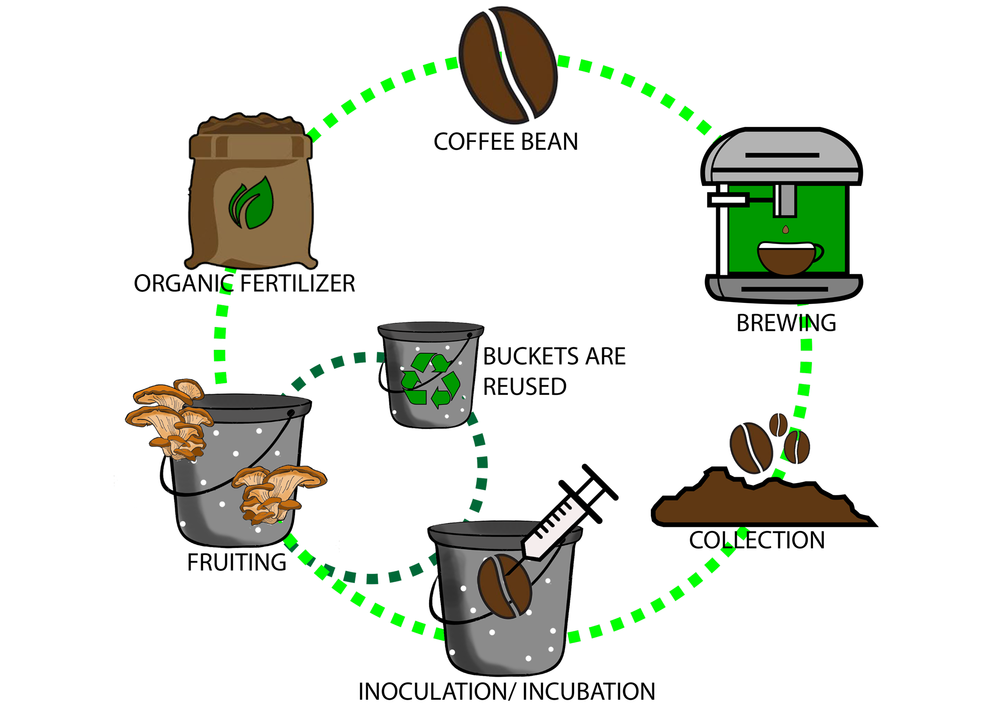 COFFEE BEAN
ORGANIC FERTILIZER
BREWING
BUCKETS ARE
REUSED
COLLECTION
FRUITING
INOCULATION/ INCUBATION